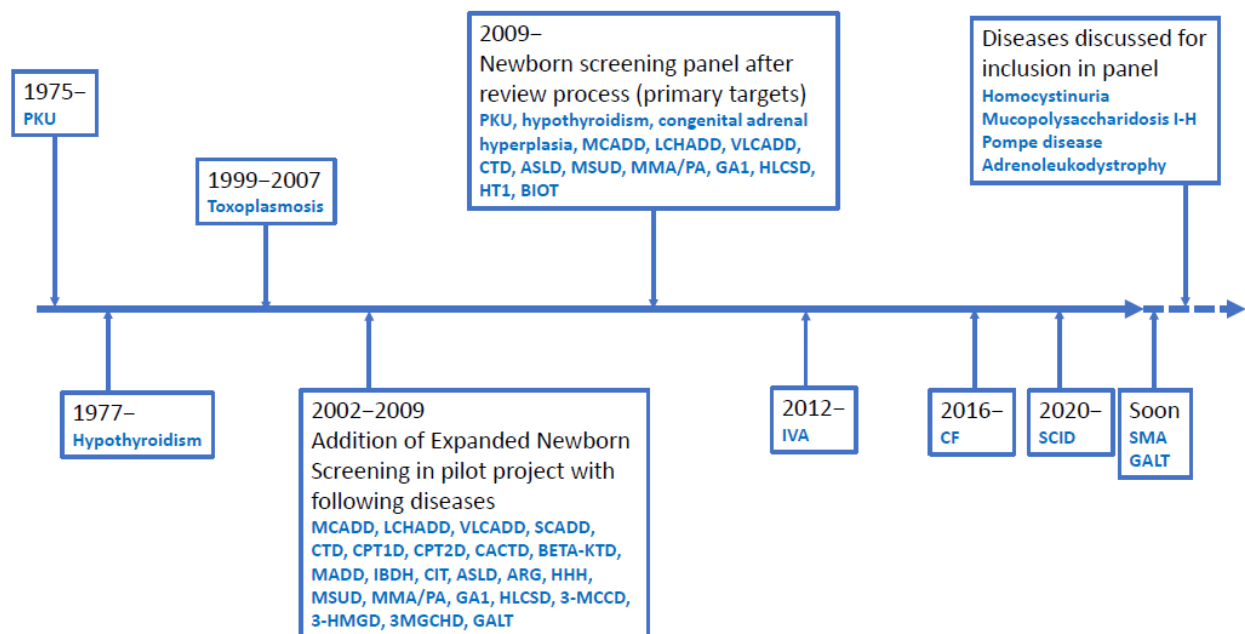 1975–
PKU
1999–2007
Toxoplasmosis
2009–
Newborn screening panel after
review process (primary targets)
PKU, hypothyroidism, congenital adrenal
hyperplasia, MCADD, LCHADD, VLCADD,
CTD, ASLD, MSUD, MMA/PA, GA1, HLCSD,
HT1, BIOT
Diseases discussed for
inclusion in panel
Homocystinuria
Mucopolysaccharidosis I-H
Pompe disease
Adrenoleukodystrophy
1977–
Hypothyroidism
2002–2009
Addition of Expanded Newborn
Screening in pilot project with
following diseases
MCADD, LCHADD, VLCADD, SCADD,
CTD, CPT1D, CPT2D, CACTD, BETA-KTD,
MADD, IBDH, CIT, ASLD, ARG, HHH,
MSUD, MMA/PA, GA1, HLCSD, 3-MCCD,
3-HMGD, 3MGCHD, GALT
2012–
IVA
2016–
CF
2020–
SCID
Soon
SMA
GALT